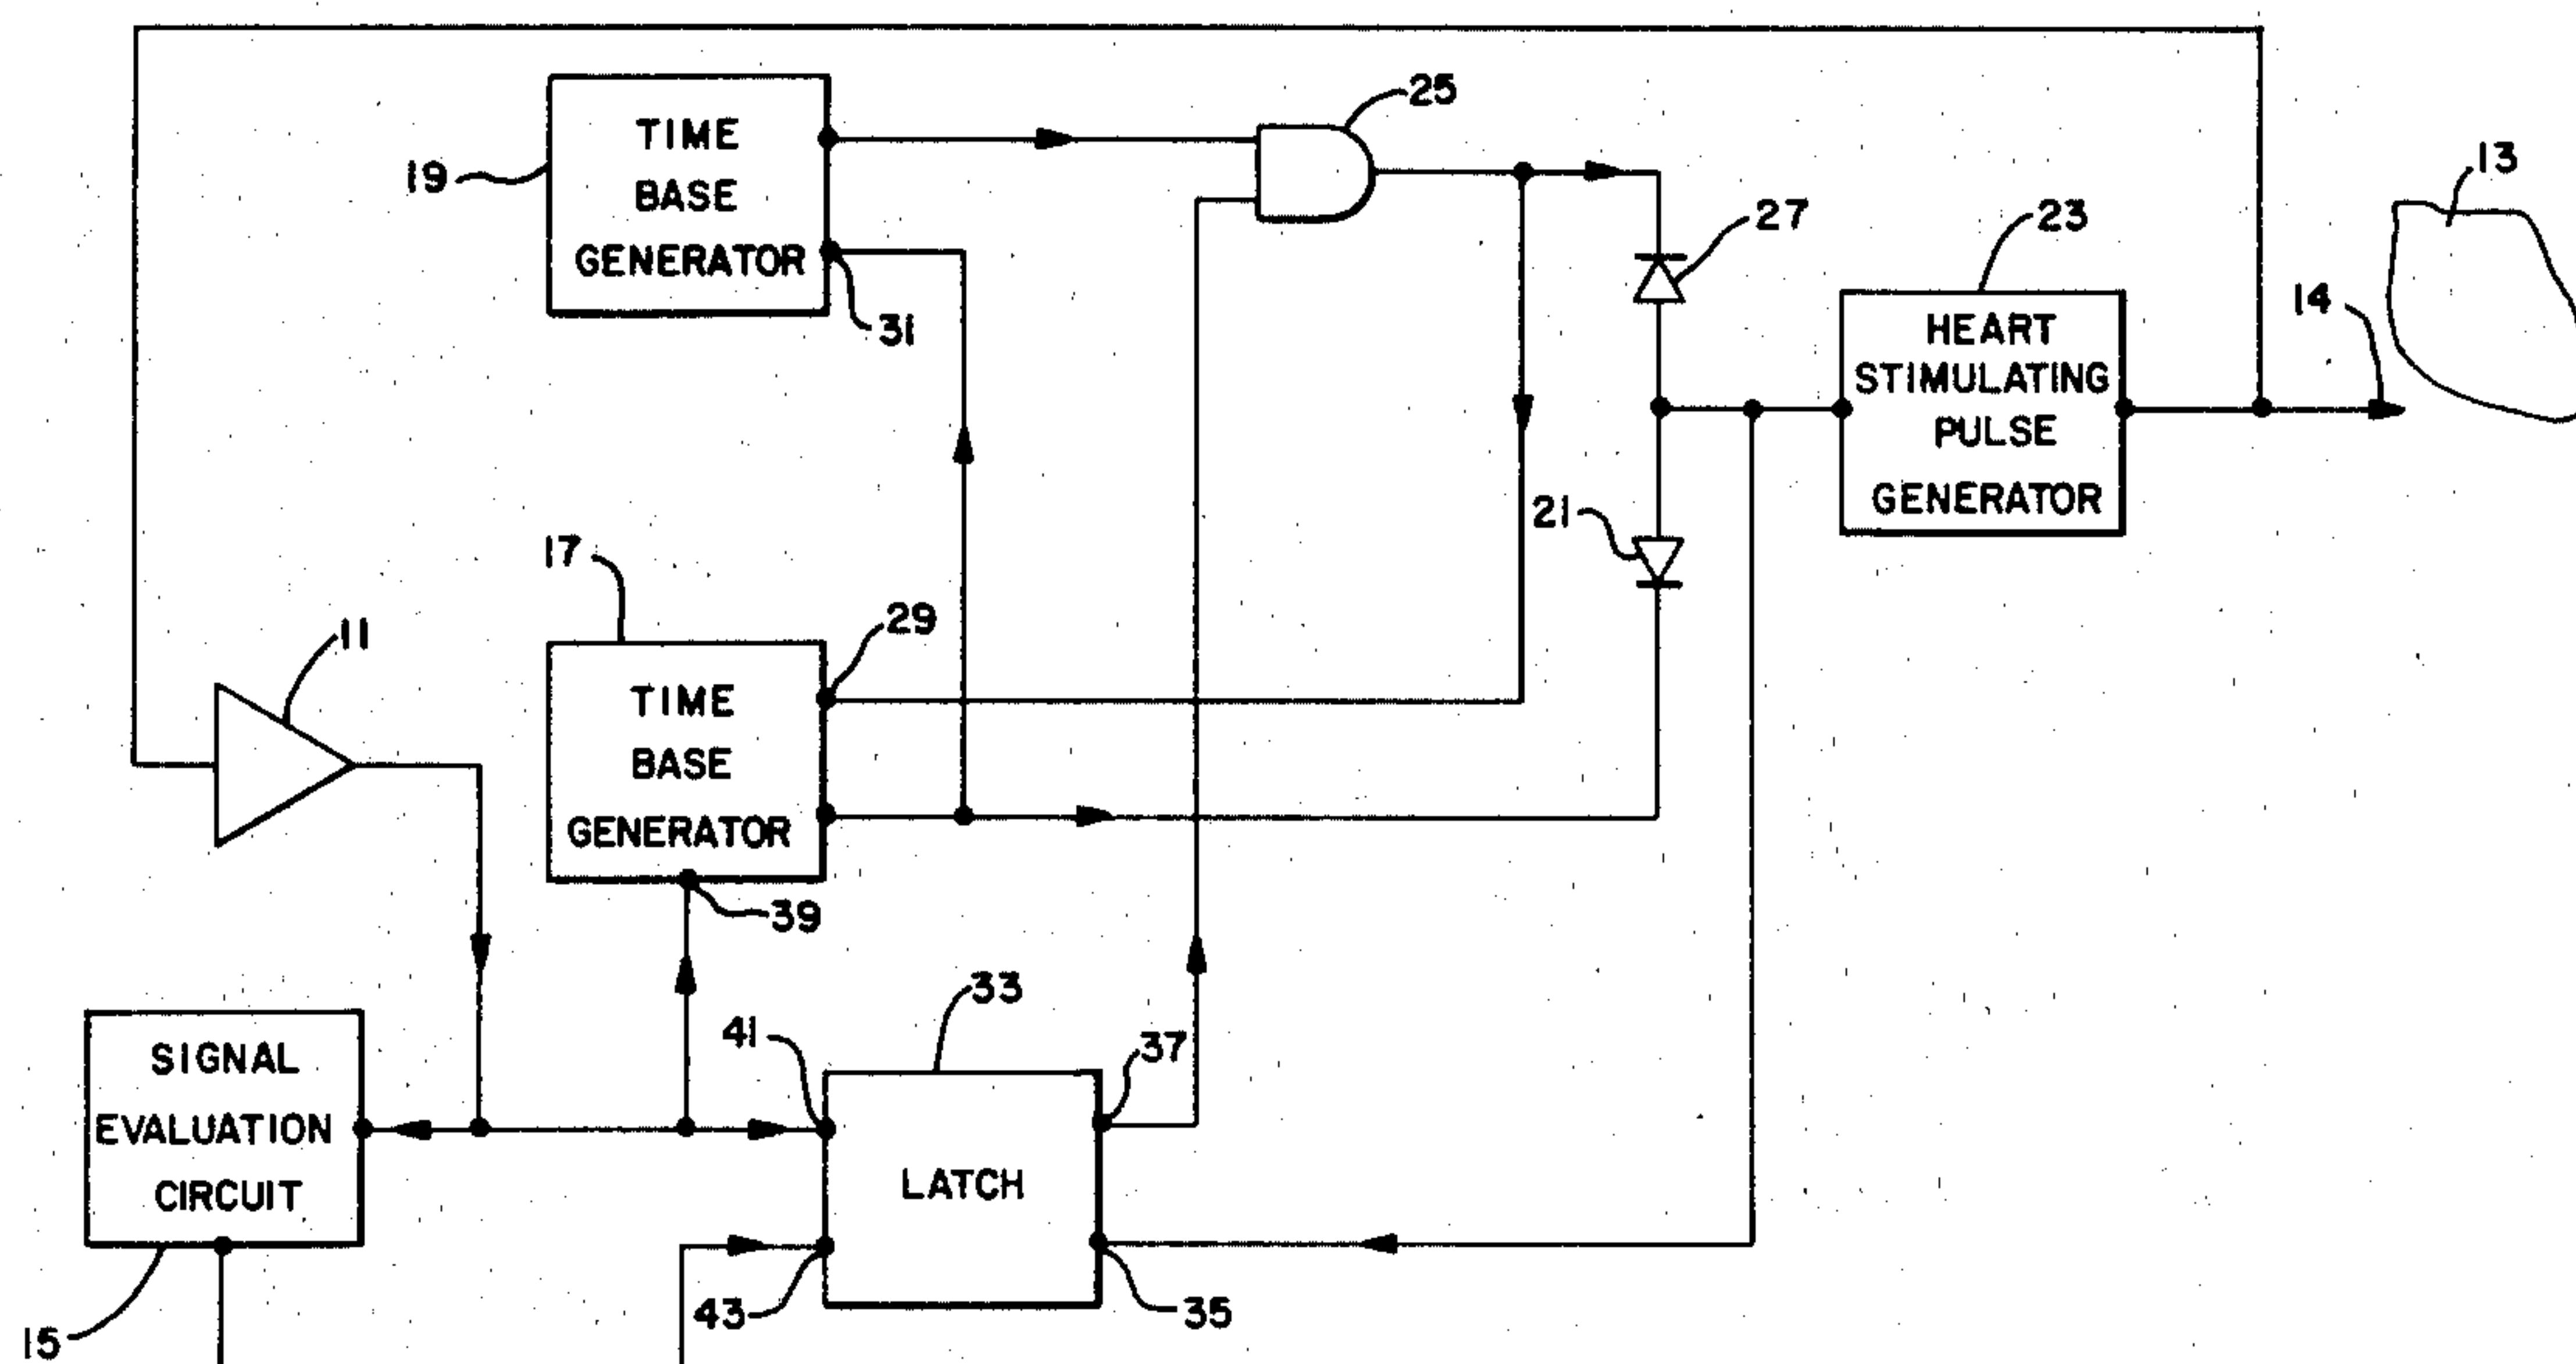 25
13
TIME
BASE
GENERATOR
19
31
27
23
14
HEART
STIMULATING
PULSE
GENERATOR
21
17
29
11
TIME
BASE
GENERATOR
39
33
41
37
SIGNAL
EVALUATION
CIRCUIT
LATCH
43
35
15